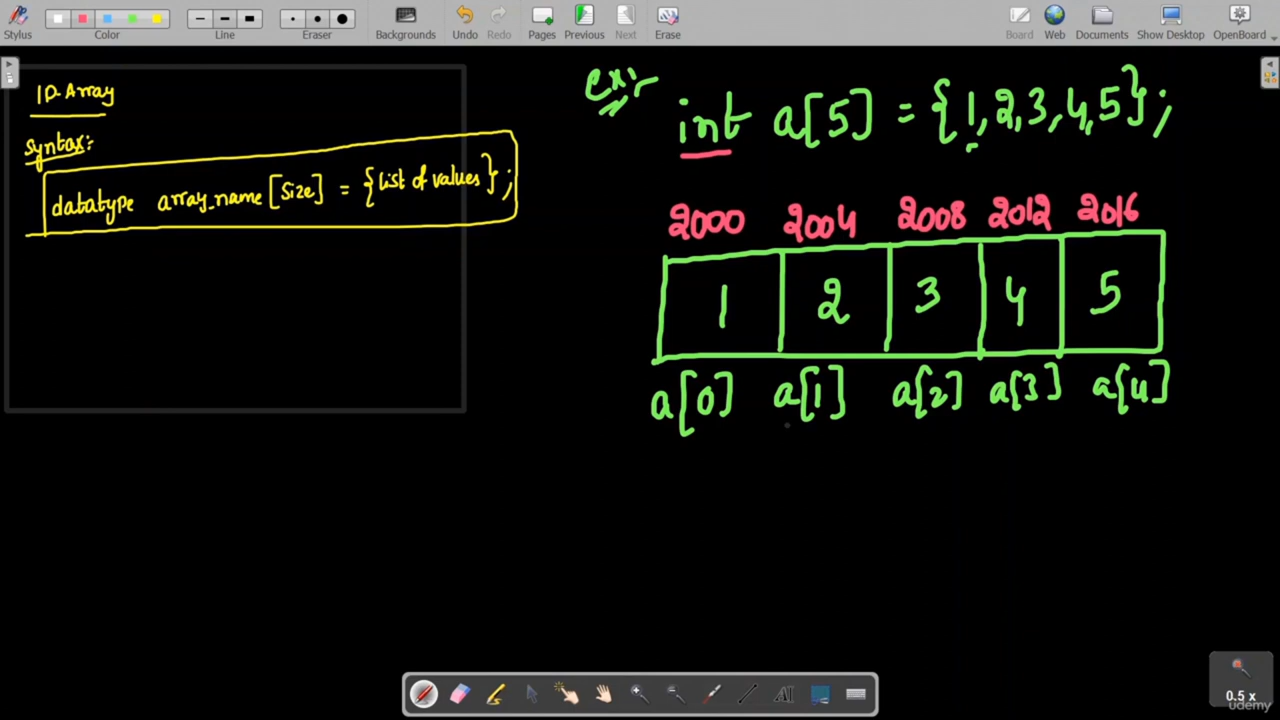 Stylus
Color
Line
Eraser
Backgrounds
Undo
Redo
Pages
Previous
Next
Erase
Board
Web
Documents
Show Desktop
OpenBoard
1D Array
Syntax:
datatype array_name [Size] = {List of values};
ex:-
int a[5] = {1,2,3,4,5};
2000 2004 2008 2012 2016
1 2 3 4 5
a[0] a[1] a[2] a[3] a[4]
AI
0.5 x
udemy